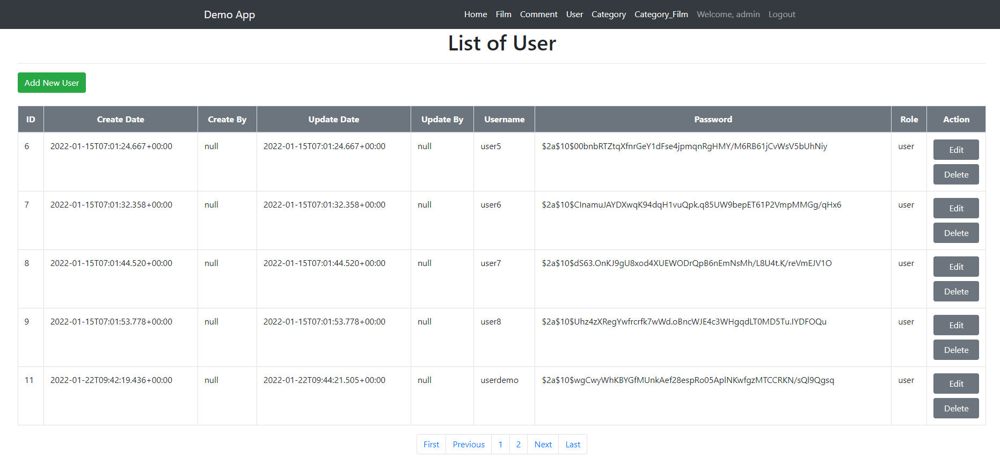 Demo App Home Film Comment User Category Category_Film Welcome, admin Logout
List of User
Add New User
ID Create Date Create By Update Date Update By Username Password Role Action
6 2022-01-15T07:01:24.667+00:00 null 2022-01-15T07:01:24.667+00:00 null user5 $2a$10$00bnbRTZtqXfnrGeY1dFse4jpmqnRgHMY/M6RB61jCvWsV5bUhNiy user Edit
Delete
7 2022-01-15T07:01:32.358+00:00 null 2022-01-15T07:01:32.358+00:00 null user6 $2a$10$CInamuJAYDXwqK94dqH1vuQpk.q85UW9bepET61P2VmpMMGg/qHx6 user Edit
Delete
8 2022-01-15T07:01:44.520+00:00 null 2022-01-15T07:01:44.520+00:00 null user7 $2a$10$dS63.OnKJ9gU8xod4XUEWODrQpB6nEmNsMh/L8U4t.K/reVmEJV1O user Edit
Delete
9 2022-01-15T07:01:53.778+00:00 null 2022-01-15T07:01:53.778+00:00 null user8 $2a$10$Uhz4zXRegYwfrcrfk7wWd.oBncWJE4c3WHgqdLT0MD5Tu.IYDFOQu user Edit
Delete
11 2022-01-22T09:42:19.436+00:00 null 2022-01-22T09:44:21.505+00:00 null userdemo $2a$10$wgCwyWhKBYGfMUnkAef28espRo05AplNKwfgzMTCCRKN/sQl9Qgsq user Edit
Delete
First Previous 1 2 Next Last